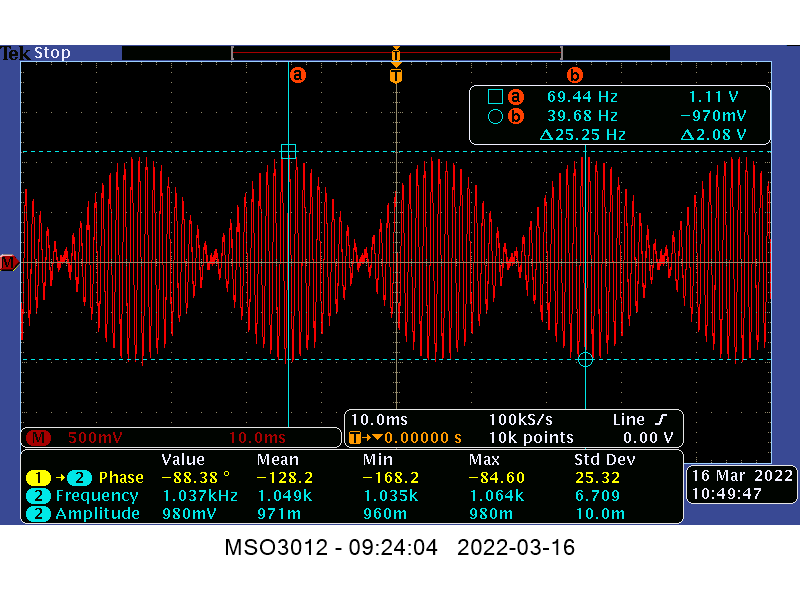 Tek Stop
T
T
a b
a 69.44 Hz 1.11 V
b 39.68 Hz −970mV
Δ25.25 Hz Δ2.08 V
M
M 500mV 10.0ms
10.0ms 100kS/s Line
T→▼0.00000 s 10k points 0.00 V
Value Mean Min Max Std Dev
1 → 2 Phase −88.38 ° −128.2 −168.2 −84.60 25.32
2 Frequency 1.037kHz 1.049k 1.035k 1.064k 6.709
2 Amplitude 980mV 971m 960m 980m 10.0m
16 Mar 2022
10:49:47
MSO3012 - 09:24:04 2022-03-16